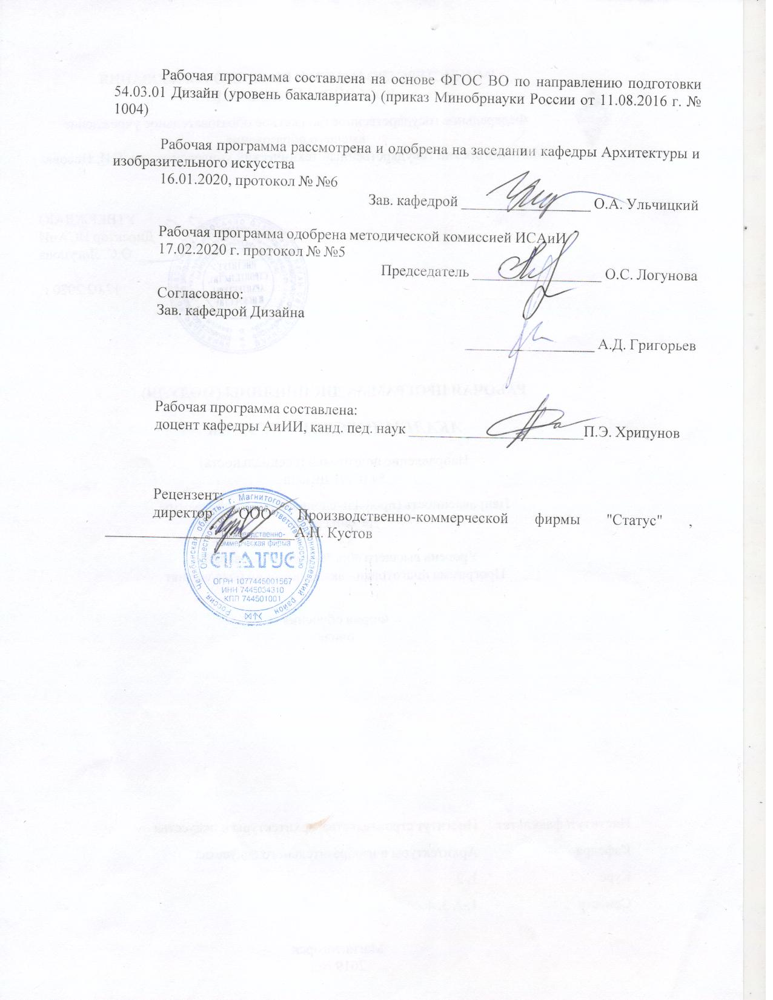 Рабочая программа составлена на основе ФГОС ВО по направлению подготовки
54.03.01 Дизайн (уровень бакалавриата) (приказ Минобрнауки России от 11.08.2016 г. №
1004)
Рабочая программа рассмотрена и одобрена на заседании кафедры Архитектуры и
изобразительного искусства
16.01.2020, протокол № №6
Зав. кафедрой О.А. Ульчицкий
Рабочая программа одобрена методической комиссией ИСАиИ
17.02.2020 г. протокол № №5
Председатель О.С. Логунова
Согласовано:
Зав. кафедрой Дизайна
А.Д. Григорьев
Рабочая программа составлена:
доцент кафедры АиИИ, канд. пед. наук П.Э. Хрипунов
Рецензент:
директор ООО Производственно-коммерческой фирмы "Статус" ,
А.Н. Кустов
Россия, Челябинская область, г. Магнитогорск, Орджоникидзевский район
Общество с ограниченной ответственностью
Производственно-
коммерческая фирма
СТАТУС
ОГРН 1077445001567
ИНН 7445034310
КПП 744501001